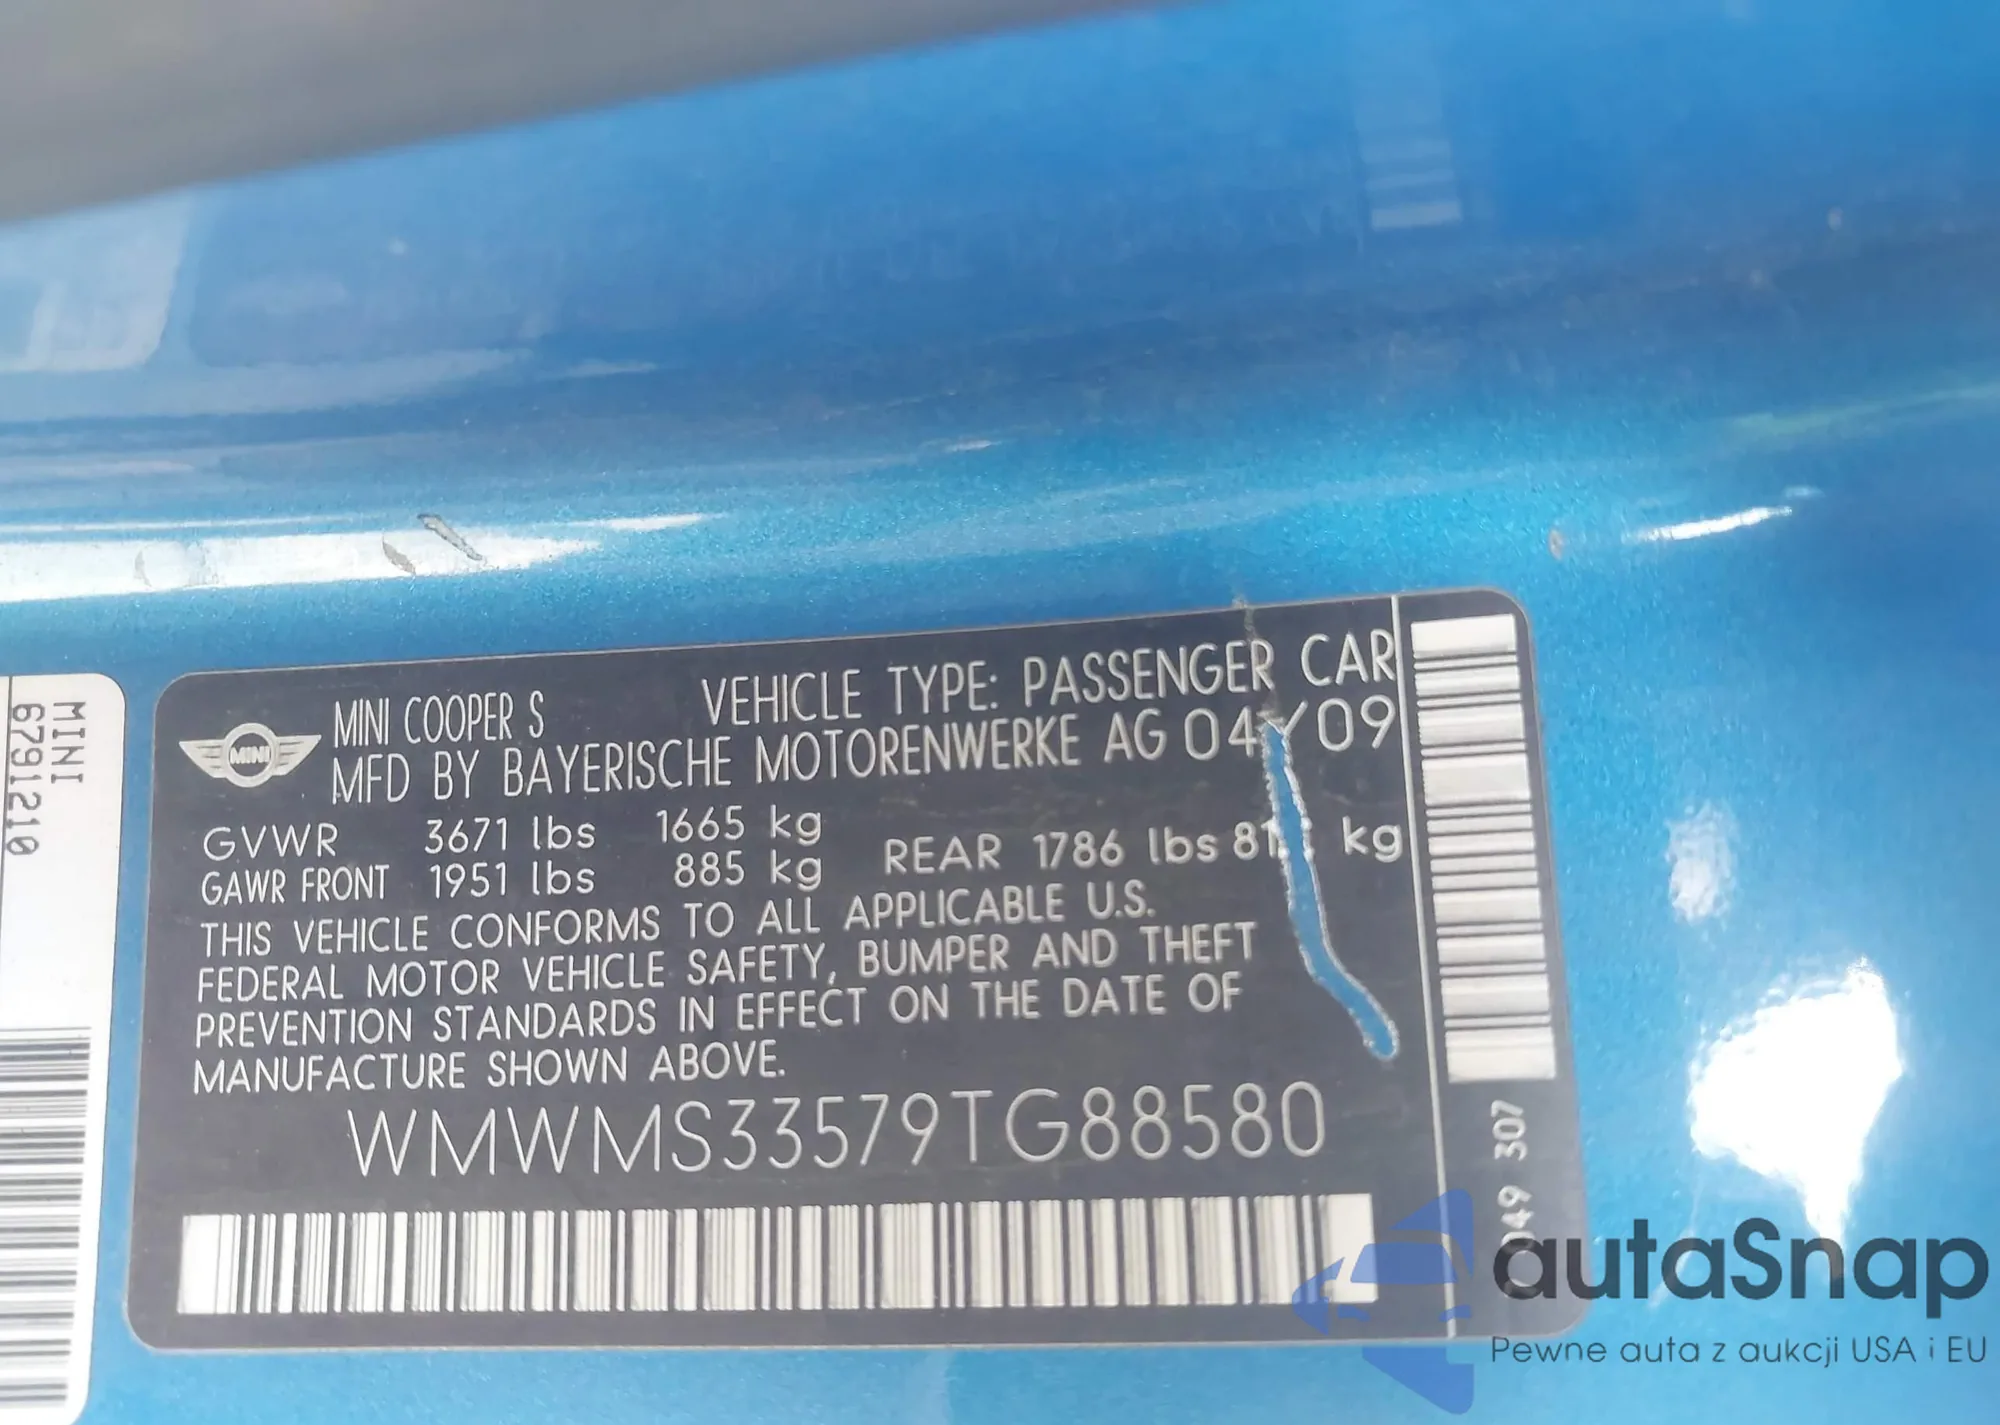 MINI
6791210
MINI
MINI COOPER S VEHICLE TYPE: PASSENGER CAR
MFD BY BAYERISCHE MOTORENWERKE AG 04/09
GVWR 3671 lbs 1665 kg
GAWR FRONT 1951 lbs 885 kg REAR 1786 lbs kg
THIS VEHICLE CONFORMS TO ALL APPLICABLE U.S.
FEDERAL MOTOR VEHICLE SAFETY, BUMPER AND THEFT
PREVENTION STANDARDS IN EFFECT ON THE DATE OF
MANUFACTURE SHOWN ABOVE.
WMWMS33579TG88580
307
autaSnap
Pewne auta z aukcji USA i EU